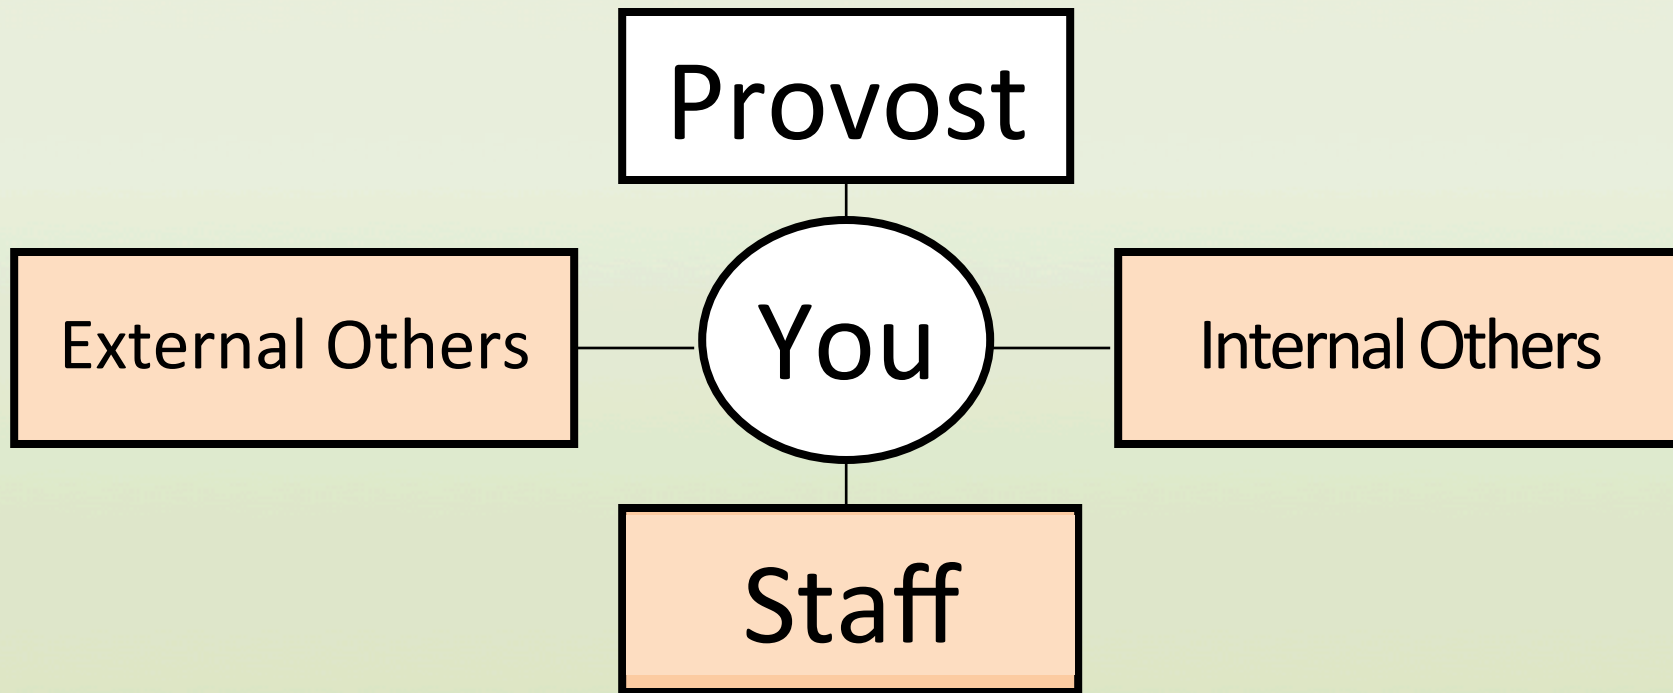 Provost
External Others
You
Internal Others
Staff